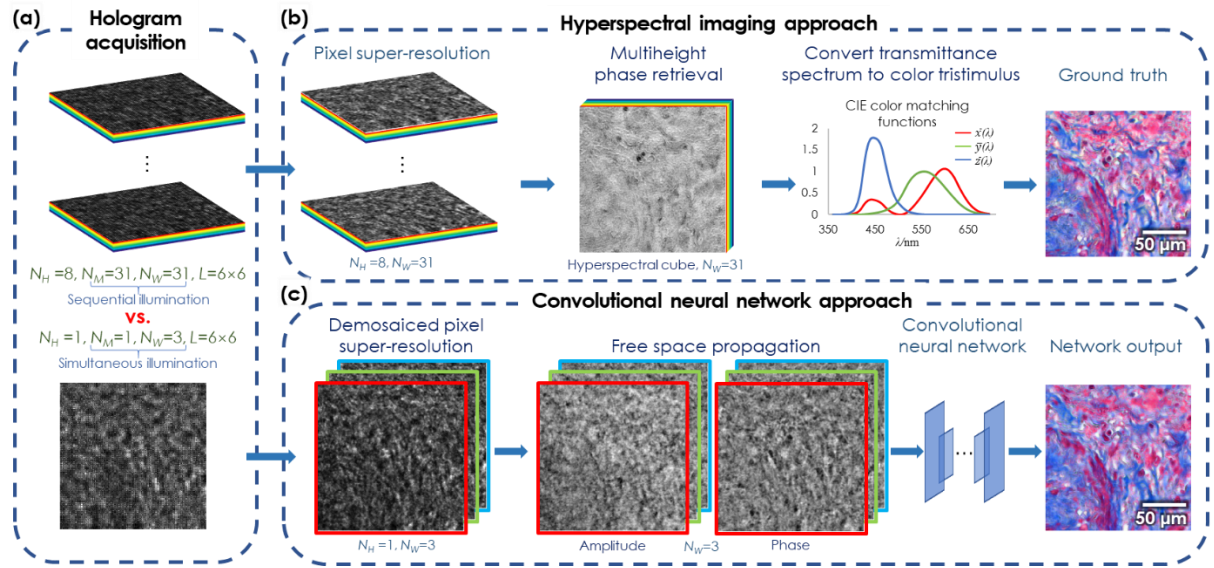 (a)
Hologram
acquisition
⋮
N_H =8, N_M=31, N_W=31, L=6×6
Sequential illumination
vs.
N_H =1, N_M=1, N_W=3, L=6×6
Simultaneous illumination
(b)
Hyperspectral imaging approach
Pixel super-resolution
⋮
N_H =8, N_W=31
Multiheight
phase retrieval
Hyperspectral cube, N_W=31
Convert transmittance
spectrum to color tristimulus
CIE color matching
functions
2
1.5
1
0.5
0
350
450
550
650
λ/nm
x̄(λ)
ȳ(λ)
z̄(λ)
Ground truth
50 μm
(c)
Convolutional neural network approach
Demosaiced pixel
super-resolution
N_H =1, N_W=3
Free space propagation
Amplitude
N_W=3
Phase
Convolutional
neural network
...
Network output
50 μm